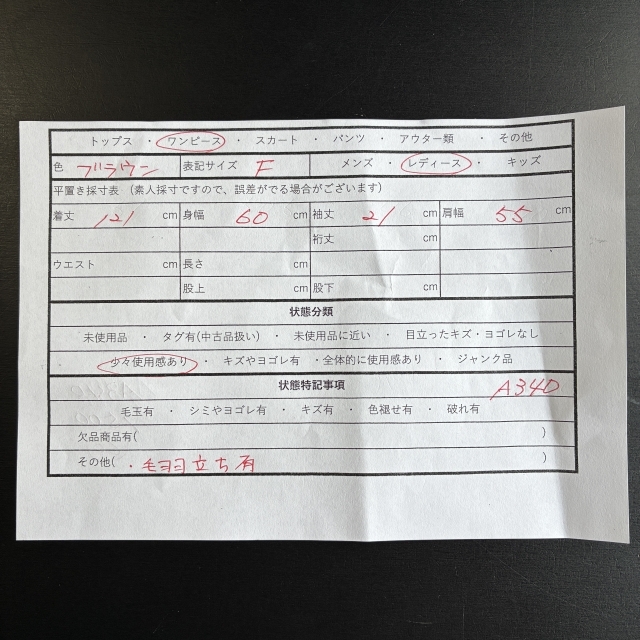 トップス ・ ワンピース ・ スカート ・ パンツ ・ アウター類 ・ その他
色 ブラウン 表記サイズ F メンズ ・ レディース ・ キッズ
平置き採寸表 (素人採寸ですので、誤差がでる場合がございます)
着丈 121 cm 身幅 60 cm 袖丈 21 cm 肩幅 55 cm
裄丈 cm
ウエスト cm 長さ cm
股上 cm 股下 cm
状態分類
未使用品 ・ タグ有(中古品扱い) ・ 未使用品に近い ・ 目立ったキズ・ヨゴレなし
少々使用感あり ・ キズやヨゴレ有 ・全体的に使用感あり ・ ジャンク品
状態特記事項 A340
毛玉有 ・ シミやヨゴレ有 ・ キズ有 ・ 色褪せ有 ・ 破れ有
欠品商品有( )
その他( ・毛羽立ち有 )